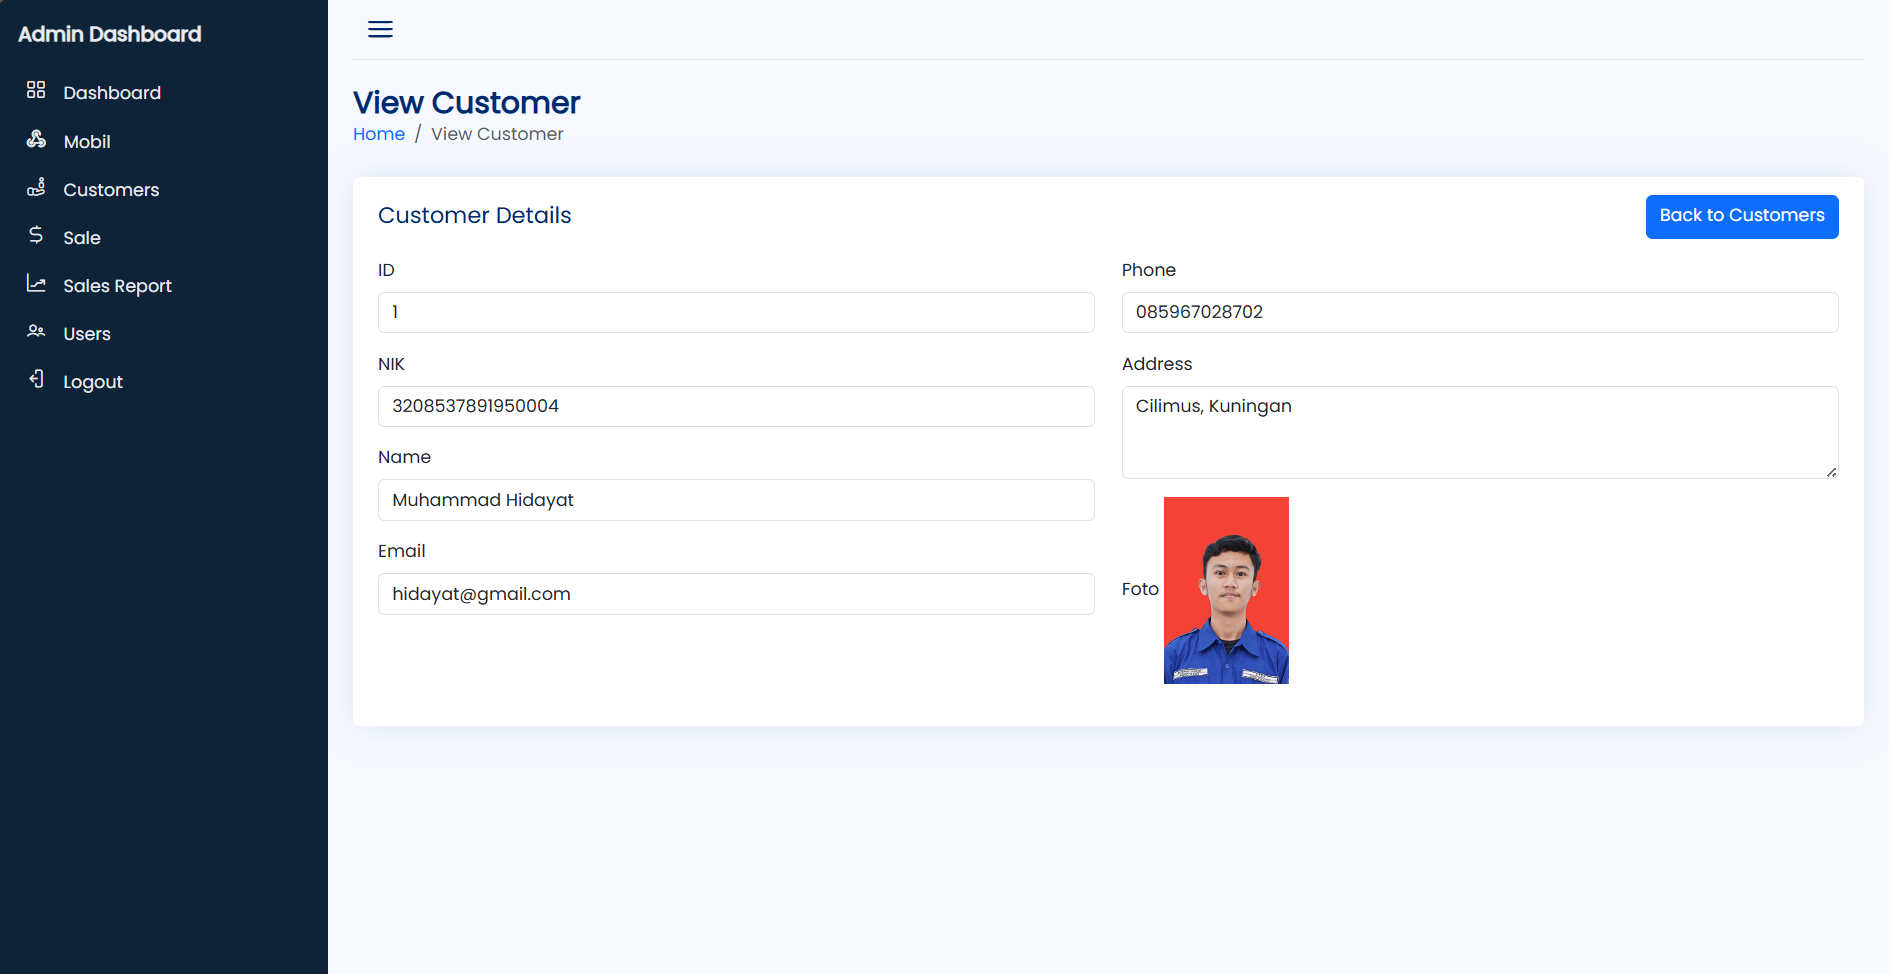 Admin Dashboard
Dashboard
Mobil
Customers
Sale
Sales Report
Users
Logout
View Customer
Home / View Customer
Customer Details
Back to Customers
ID
1
NIK
3208537891950004
Name
Muhammad Hidayat
Email
hidayat@gmail.com
Phone
085967028702
Address
Cilimus, Kuningan
Foto